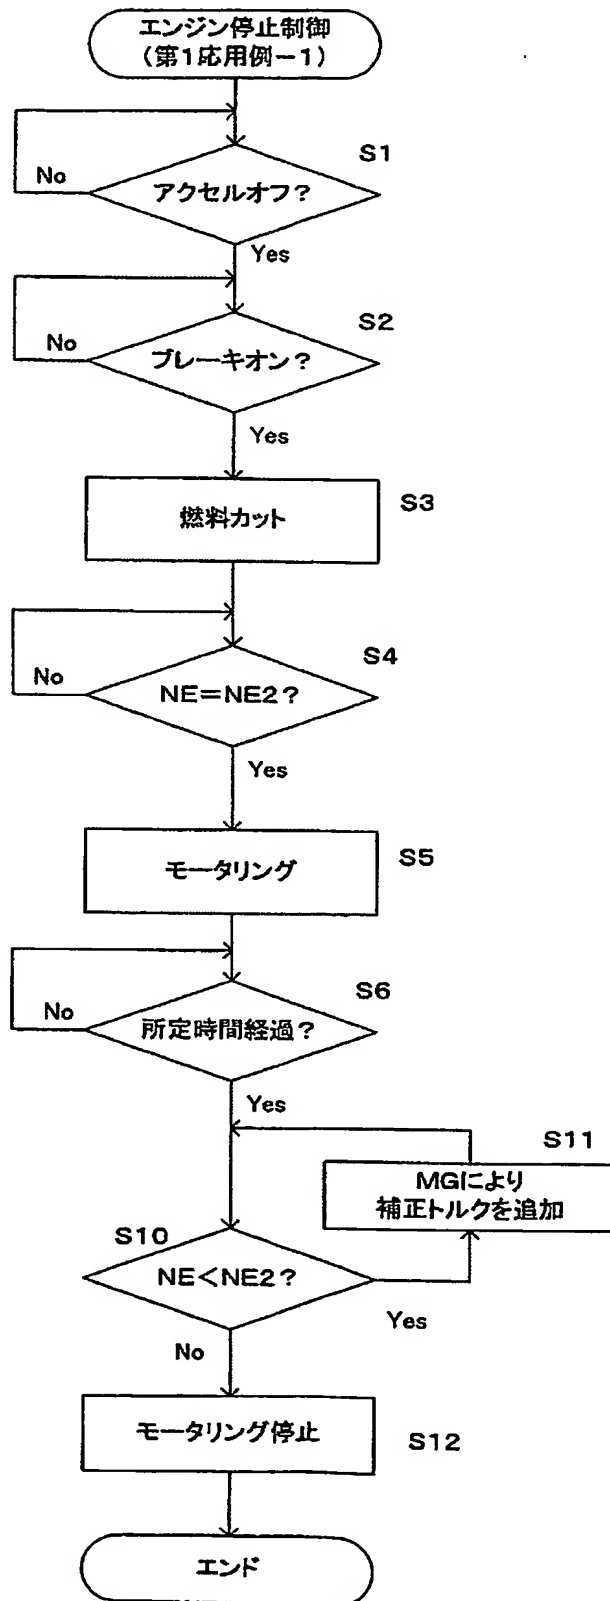 エンジン停止制御
（第1応用例－1）
S1
アクセルオフ？
No
Yes
S2
ブレーキオン？
No
Yes
燃料カット
S3
S4
NE＝NE2？
No
Yes
モータリング
S5
S6
所定時間経過？
No
Yes
S11
MGにより
補正トルクを追加
S10
NE＜NE2？
Yes
No
モータリング停止
S12
エンド